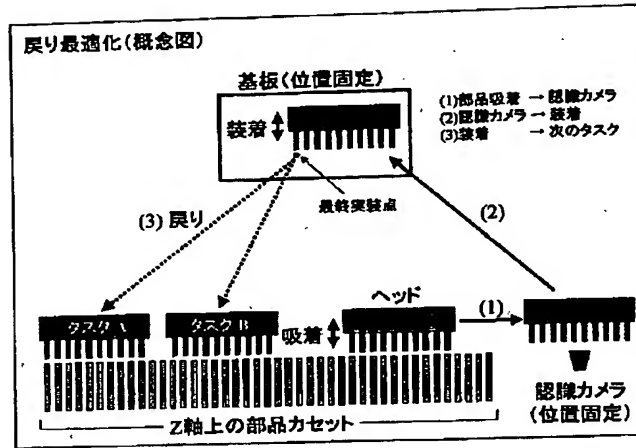 戻り最適化(概念図)
基板(位置固定)
(1)部品吸着 → 認識カメラ
(2)認識カメラ→ 装着
(3)装着 → 次のタスク
装着
最終実装点
(3) 戻り
(2)
ヘッド
(1)
タスク A
タスク B
吸着
認識カメラ
(位置固定)
Z軸上の部品カセット